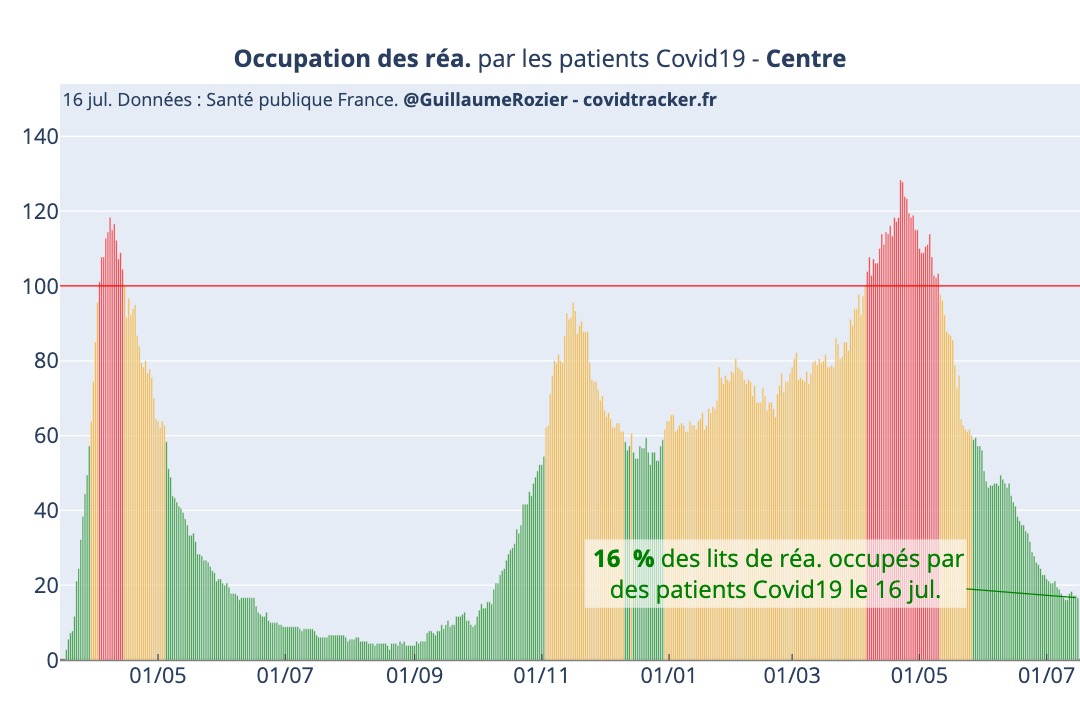 Occupation des réa. par les patients Covid19 - Centre
16 jul. Données : Santé publique France. @GuillaumeRozier - covidtracker.fr
140
120
100
80
60
40
20
0
16 % des lits de réa. occupés par
des patients Covid19 le 16 jul.
01/05 01/07 01/09 01/11 01/01 01/03 01/05 01/07